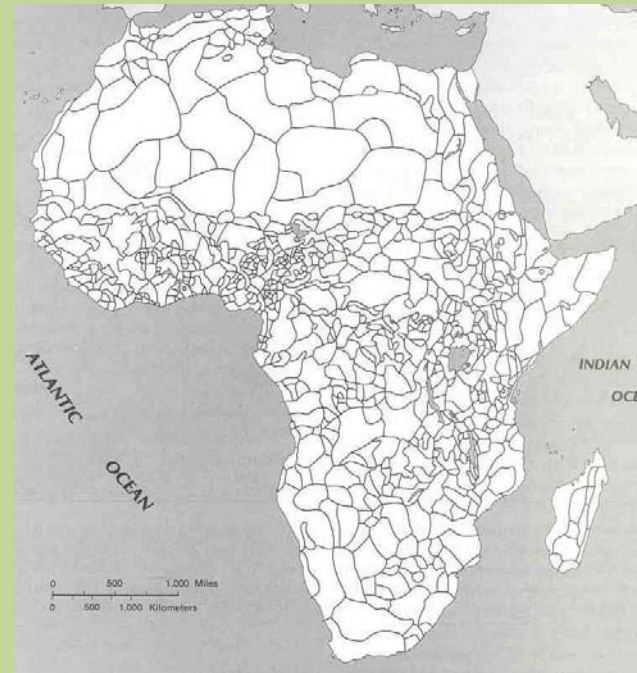 ATLANTIC
OCEAN
INDIAN
OCE
0 500 1,000 Miles
0 500 1,000 Kilometers